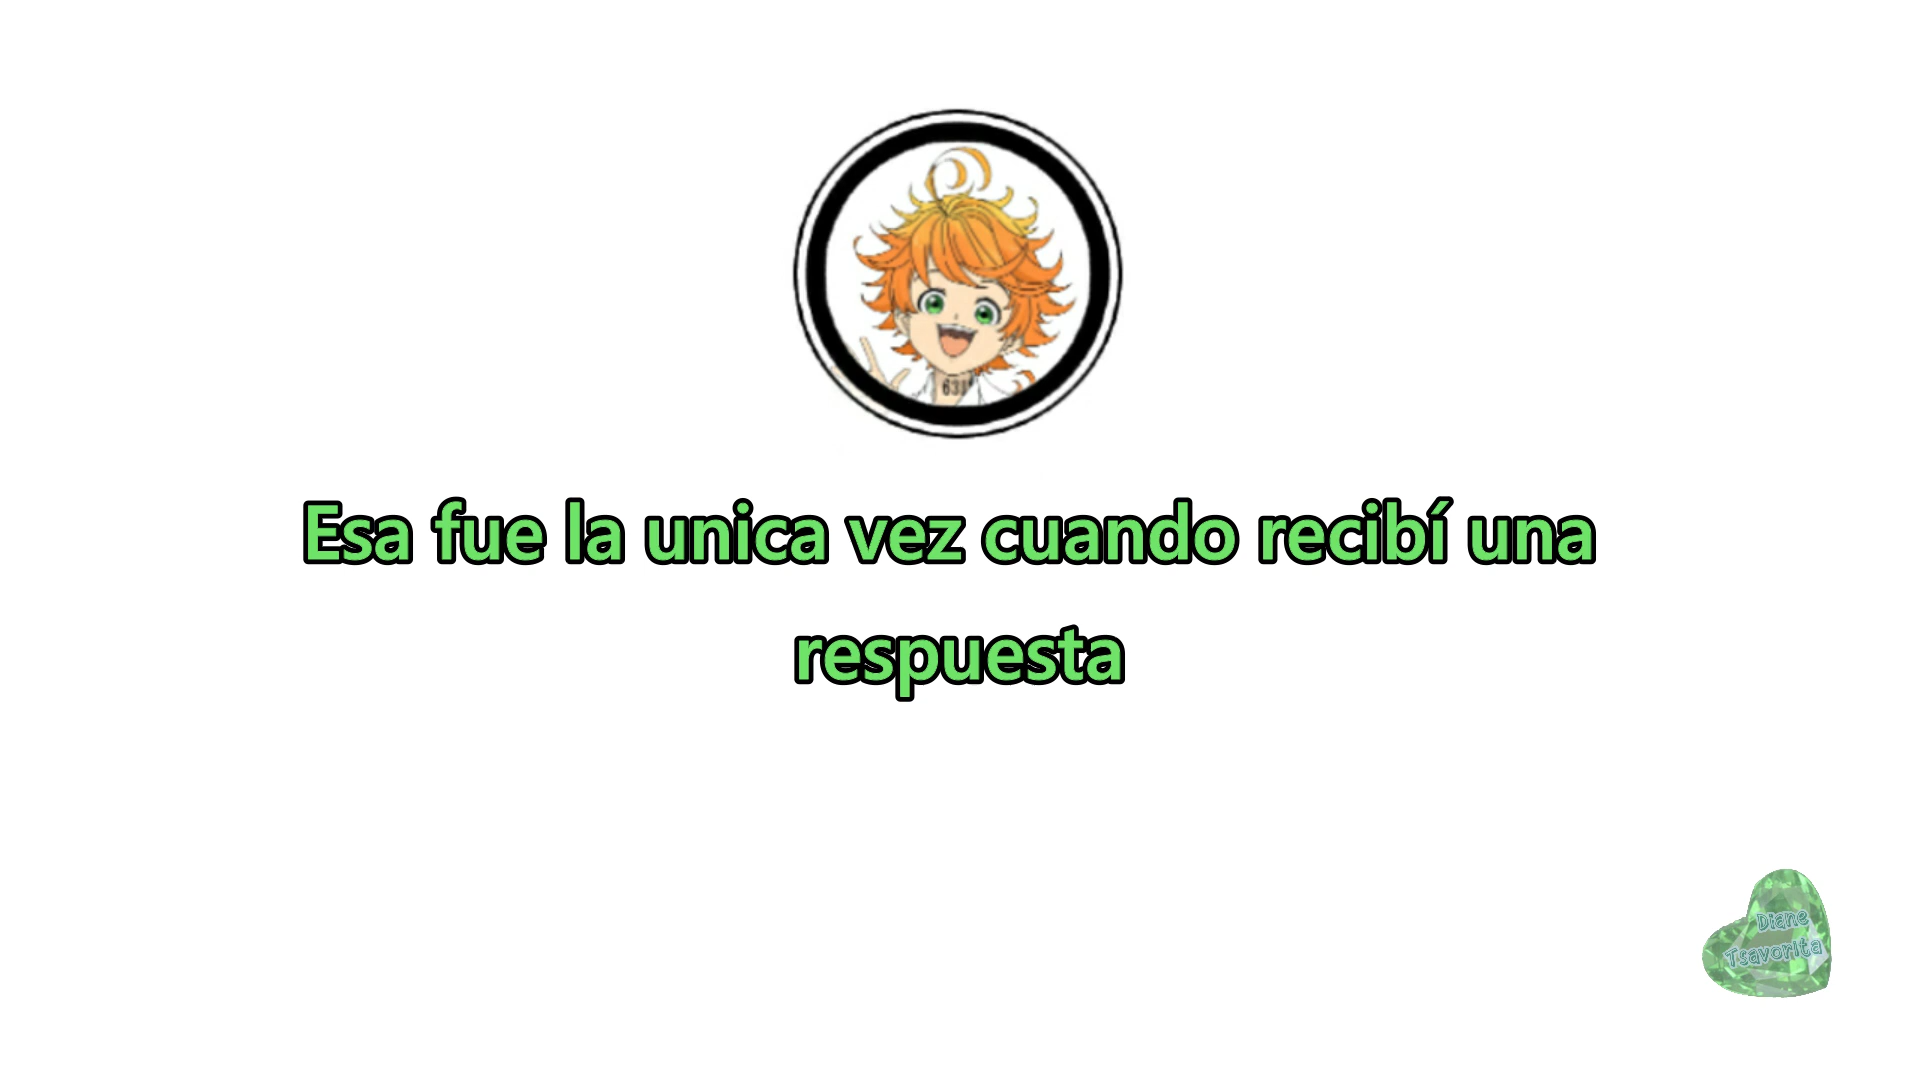 631
Esa fue la unica vez cuando recibí una
respuesta
Diane
Tsavorita